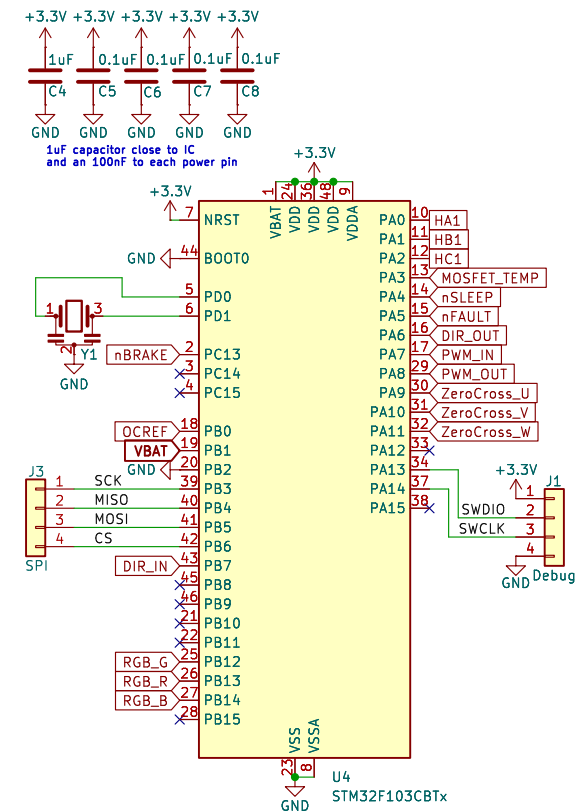 +3.3V +3.3V +3.3V +3.3V +3.3V
1uF 0.1uF 0.1uF 0.1uF 0.1uF
C4 C5 C6 C7 C8
GND GND GND GND GND
1uF capacitor close to IC
and an 100nF to each power pin
+3.3V
+3.3V
1 24 36 48 9
VBAT VDD VDD VDD VDDA
7 NRST
44 BOOT0
GND
5 PD0
6 PD1
1 3
2 Y1
GND
nBRAKE 2 PC13
3 PC14
4 PC15
OCREF 18 PB0
VBAT 19 PB1
GND 20 PB2
J3
1 SCK 39 PB3
2 MISO 40 PB4
3 MOSI 41 PB5
4 CS 42 PB6
SPI
DIR_IN 43 PB7
45 PB8
46 PB9
21 PB10
22 PB11
RGB_G 25 PB12
RGB_R 26 PB13
RGB_B 27 PB14
28 PB15
PA0 10 HA1
PA1 11 HB1
PA2 12 HC1
PA3 13 MOSFET_TEMP
PA4 14 nSLEEP
PA5 15 nFAULT
PA6 16 DIR_OUT
PA7 17 PWM_IN
PA8 29 PWM_OUT
PA9 30 ZeroCross_U
PA10 31 ZeroCross_V
PA11 32 ZeroCross_W
PA12 33
PA13 34
PA14 37
PA15 38
+3.3V J1
1
SWDIO 2
SWCLK 3
4
GND Debug
VSS VSSA
23 8
GND
U4
STM32F103CBTx